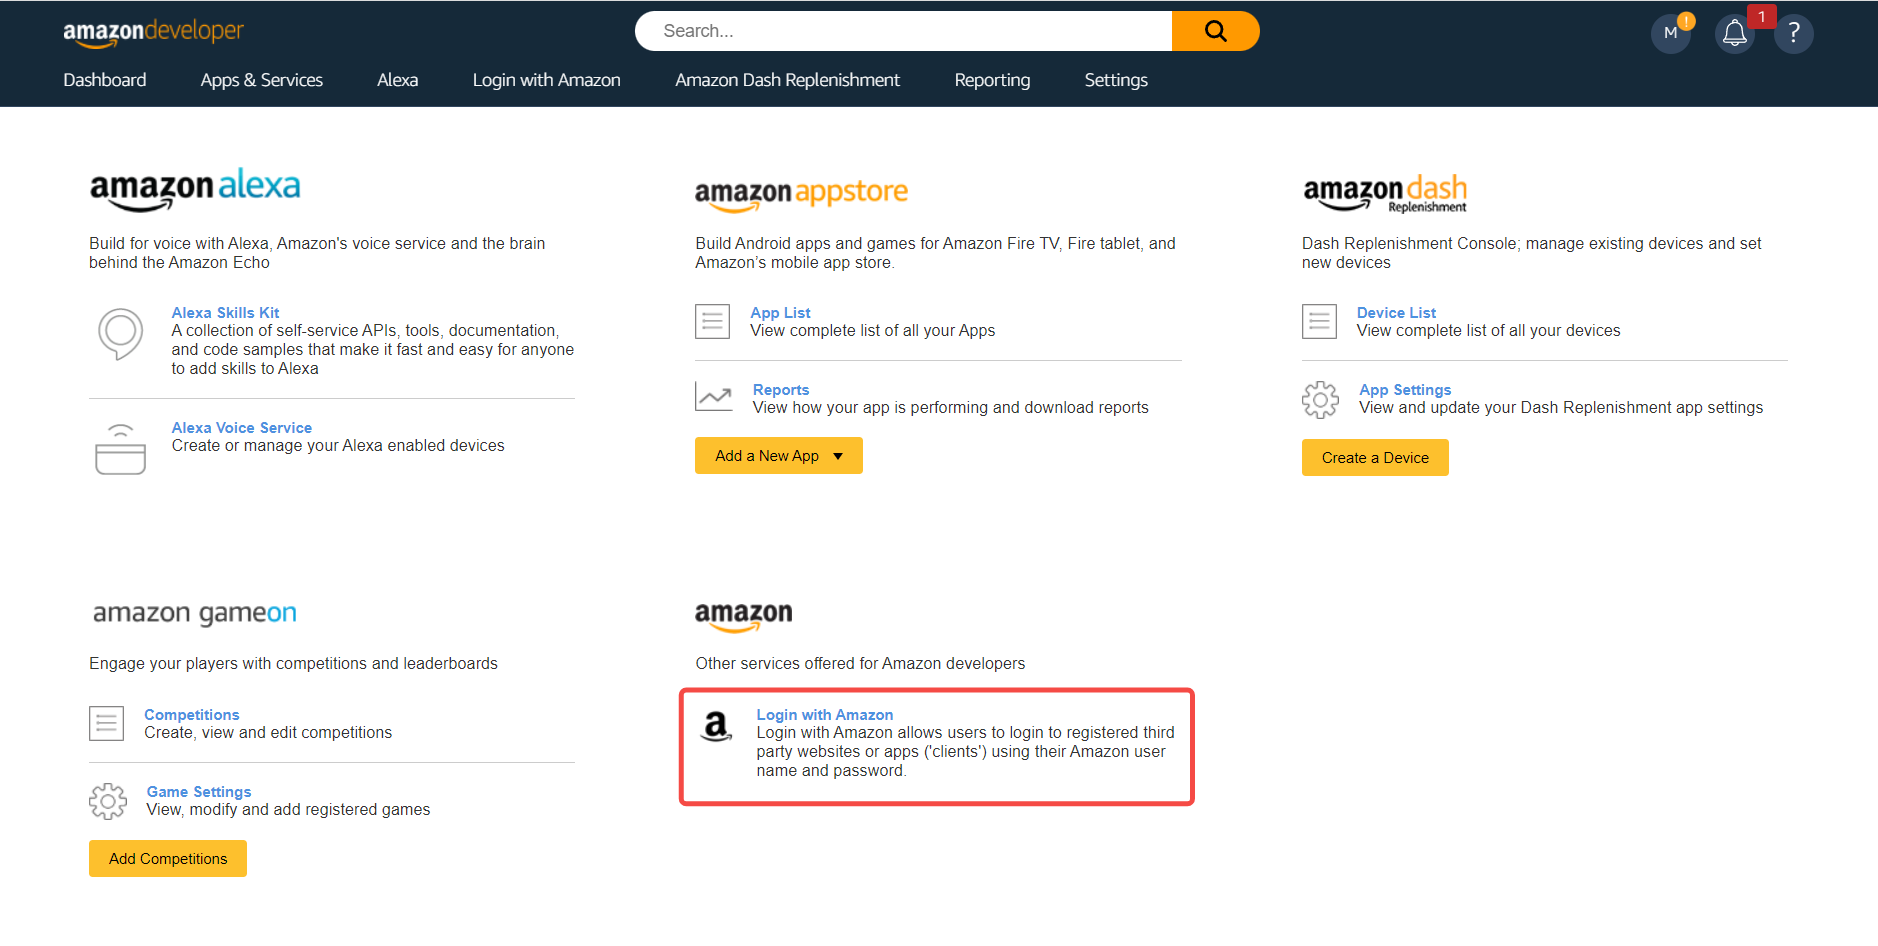 amazondeveloper
Search...
M
!
1
?
Dashboard
Apps & Services
Alexa
Login with Amazon
Amazon Dash Replenishment
Reporting
Settings
amazon alexa
Build for voice with Alexa, Amazon's voice service and the brain
behind the Amazon Echo
Alexa Skills Kit
A collection of self-service APIs, tools, documentation,
and code samples that make it fast and easy for anyone
to add skills to Alexa
Alexa Voice Service
Create or manage your Alexa enabled devices
amazon appstore
Build Android apps and games for Amazon Fire TV, Fire tablet, and
Amazon’s mobile app store.
App List
View complete list of all your Apps
Reports
View how your app is performing and download reports
Add a New App
amazon dash
Replenishment
Dash Replenishment Console; manage existing devices and set
new devices
Device List
View complete list of all your devices
App Settings
View and update your Dash Replenishment app settings
Create a Device
amazon gameon
Engage your players with competitions and leaderboards
Competitions
Create, view and edit competitions
Game Settings
View, modify and add registered games
Add Competitions
amazon
Other services offered for Amazon developers
a
Login with Amazon
Login with Amazon allows users to login to registered third
party websites or apps ('clients') using their Amazon user
name and password.